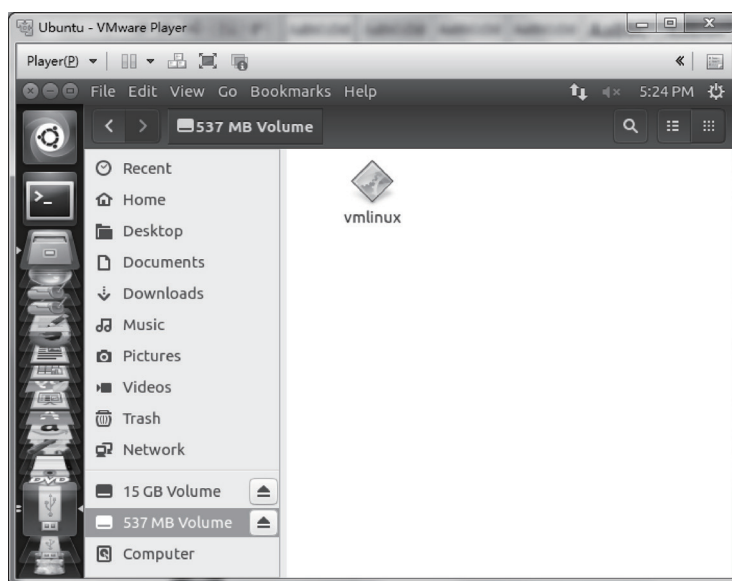 Ubuntu - VMware Player
Player(P)
File Edit View Go Bookmarks Help
5:24 PM
537 MB Volume
Recent
Home
Desktop
Documents
Downloads
Music
Pictures
Videos
Trash
Network
15 GB Volume
537 MB Volume
Computer
vmlinux
DVD